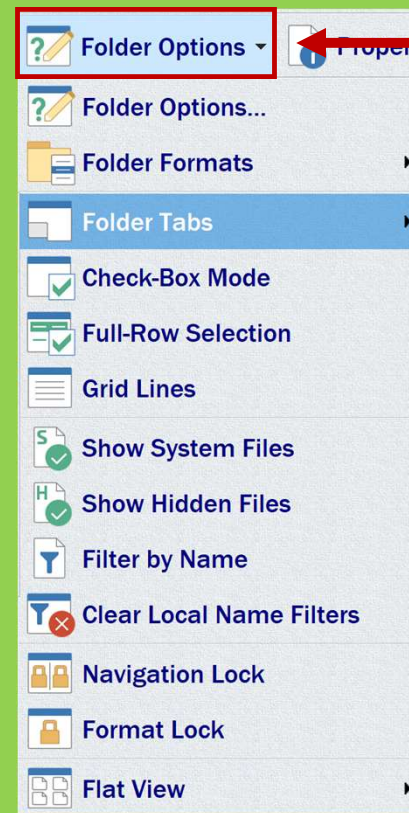 Folder Options
Folder Options...
Folder Formats
Folder Tabs
Check-Box Mode
Full-Row Selection
Grid Lines
Show System Files
Show Hidden Files
Filter by Name
Clear Local Name Filters
Navigation Lock
Format Lock
Flat View